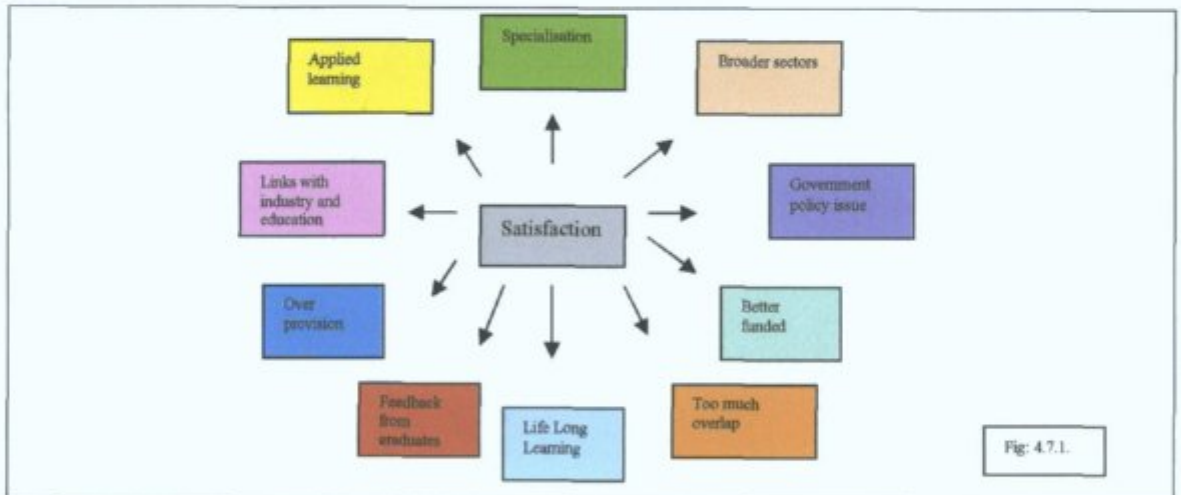 Specialisation
Applied
learning
Broader sectors
Links with
industry and
education
Government
policy issue
Satisfaction
Over
provision
Better
funded
Feedback
from
graduates
Life Long
Learning
Too much
overlap
Fig: 4.7.1.